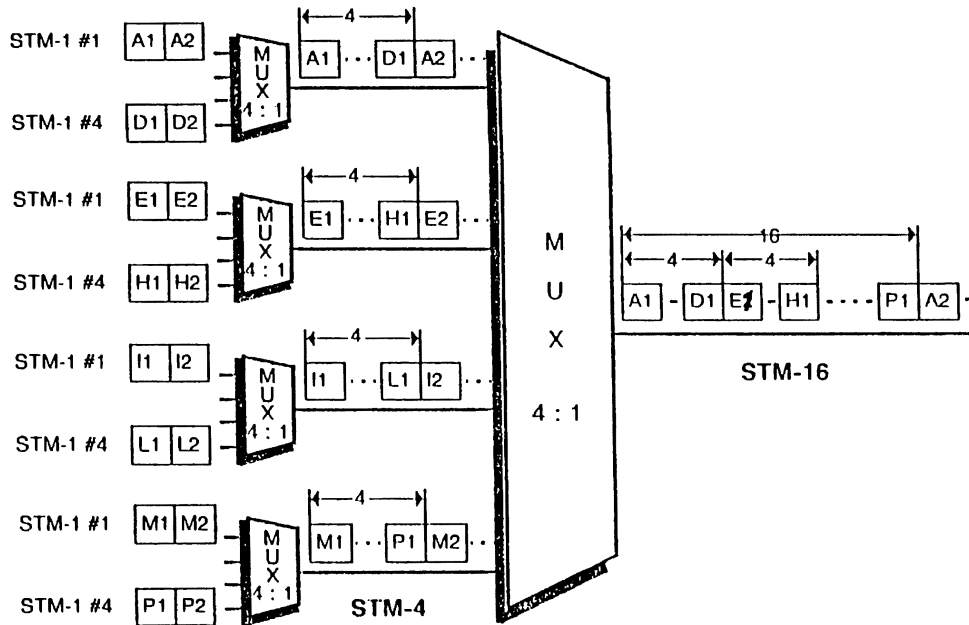 STM-1 #1 A1 A2
STM-1 #4 D1 D2
MUX
4 : 1
4
A1 ··· D1 A2 ···
STM-1 #1 E1 E2
STM-1 #4 H1 H2
MUX
4 : 1
4
E1 ··· H1 E2 ···
STM-1 #1 I1 I2
STM-1 #4 L1 L2
MUX
4 : 1
4
I1 ··· L1 I2 ···
STM-1 #1 M1 M2
STM-1 #4 P1 P2
MUX
4 : 1
4
M1 ··· P1 M2 ···
STM-4
MUX
4 : 1
16
4 4
A1 - D1 E1 - H1 ···· P1 A2 -
STM-16